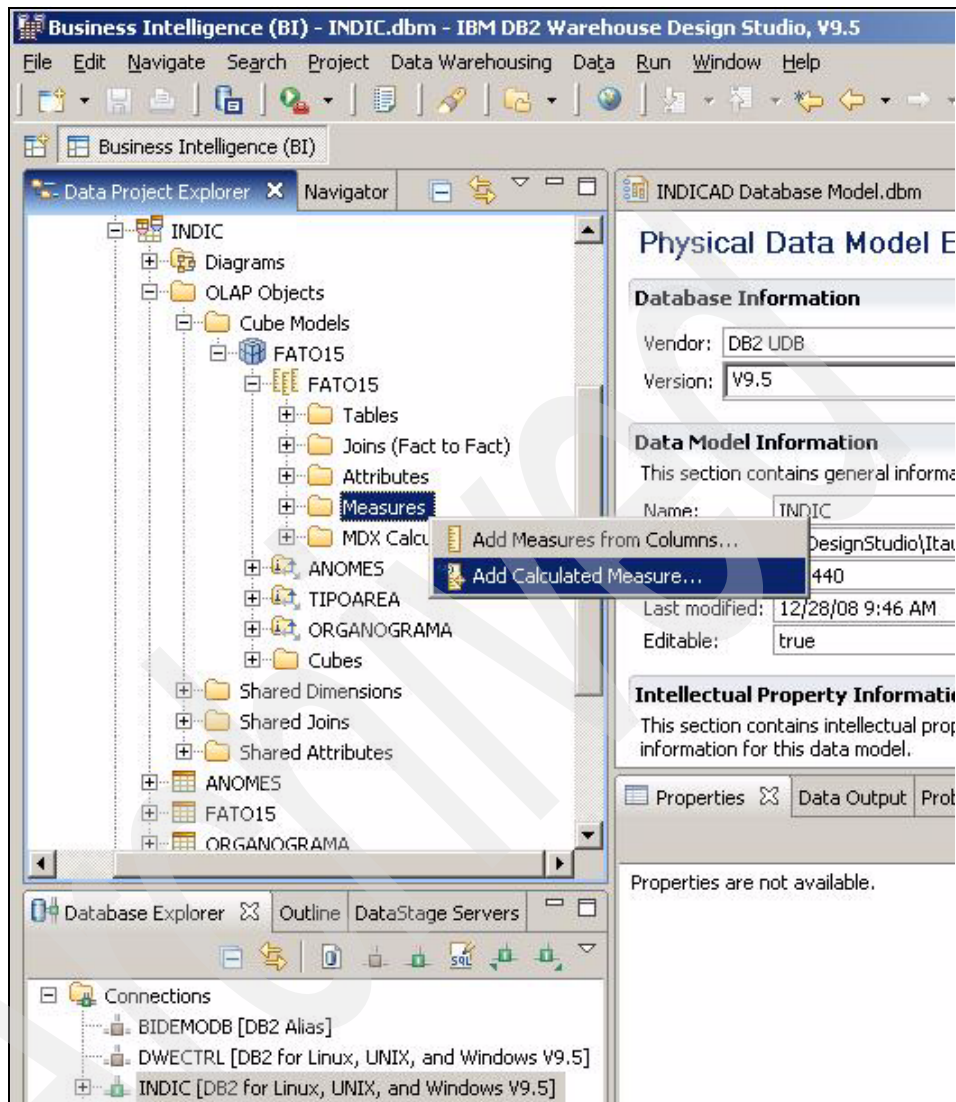 Business Intelligence (BI) - INDIC.dbm - IBM DB2 Warehouse Design Studio, V9.5
File Edit Navigate Search Project Data Warehousing Data Run Window Help
Business Intelligence (BI)
Data Project Explorer Navigator
INDIC
Diagrams
OLAP Objects
Cube Models
FATO15
FATO15
Tables
Joins (Fact to Fact)
Attributes
Measures
MDX Calcu
Add Measures from Columns...
Add Calculated Measure...
ANOMES
TIPOAREA
ORGANOGRAMA
Cubes
Shared Dimensions
Shared Joins
Shared Attributes
ANOMES
FATO15
ORGANOGRAMA
INDICAD Database Model.dbm
Physical Data Model E
Database Information
Vendor: DB2 UDB
Version: V9.5
Data Model Information
This section contains general informa
Name: INDIC
DesignStudio\Itau
440
Last modified: 12/28/08 9:46 AM
Editable: true
Intellectual Property Informati
This section contains intellectual prop
information for this data model.
Properties Data Output Prob
Properties are not available.
Database Explorer Outline DataStage Servers
Connections
BIDEMODB [DB2 Alias]
DWECTRL [DB2 for Linux, UNIX, and Windows V9.5]
INDIC [DB2 for Linux, UNIX, and Windows V9.5]